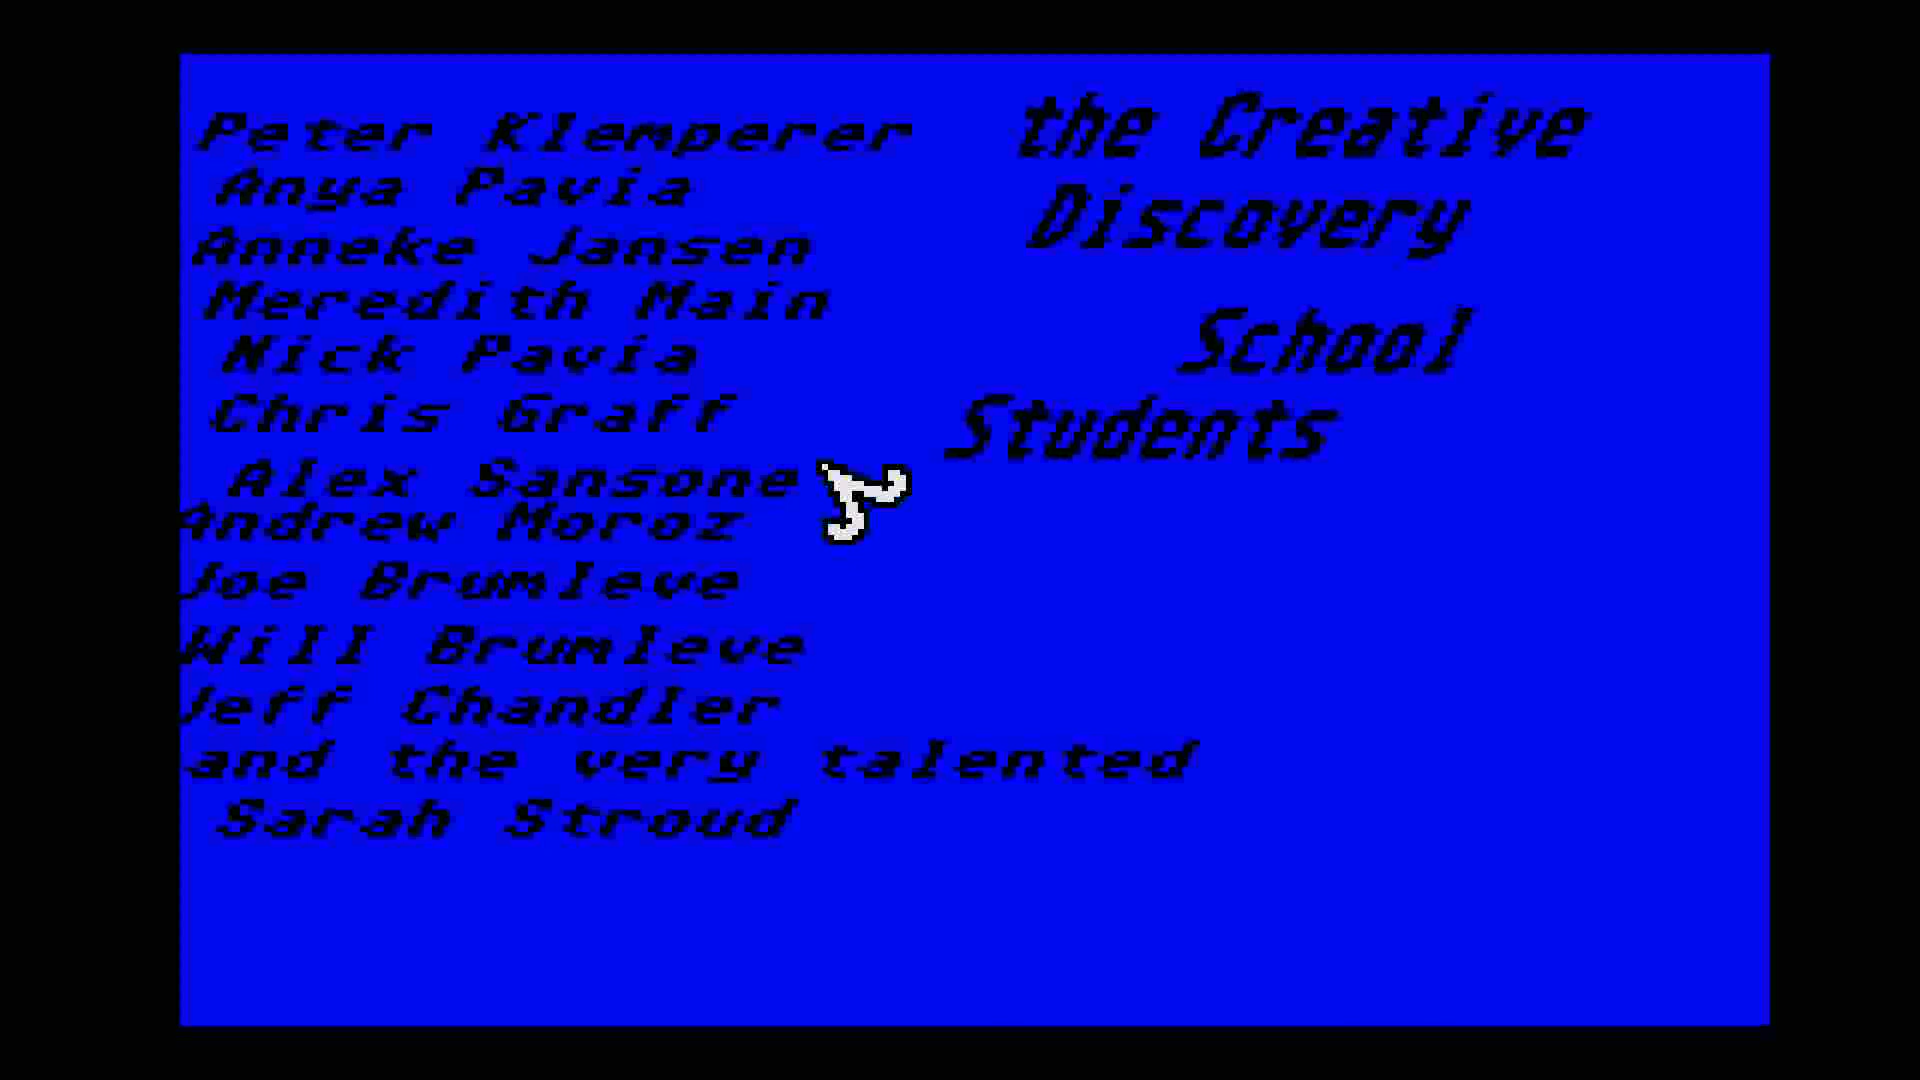 Peter Klemperer
Anya Pavia
Anneke Jansen
Meredith Main
Nick Pavia
Chris Graff
Alex Sansone
Andrew Moroz
Joe Brumleve
Will Brumleve
Jeff Chandler
and the very talented
Sarah Stroud
the Creative
Discovery
School
Students